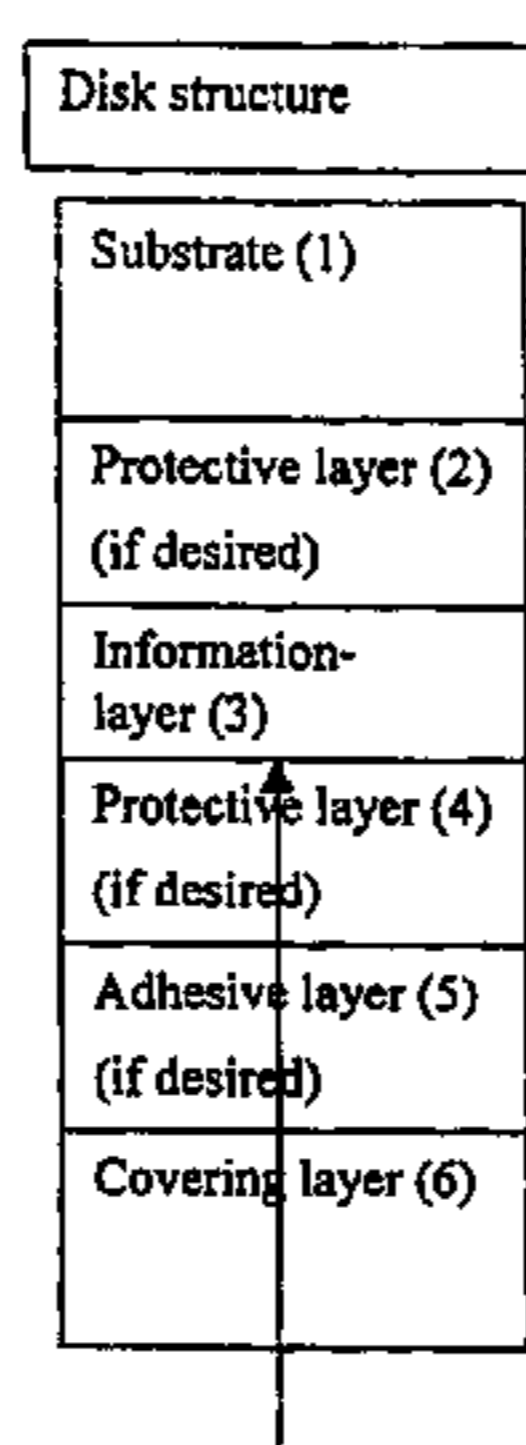 Disk structure
Substrate (1)
Protective layer (2)
(if desired)
Information-
layer (3)
Protective layer (4)
(if desired)
Adhesive layer (5)
(if desired)
Covering layer (6)